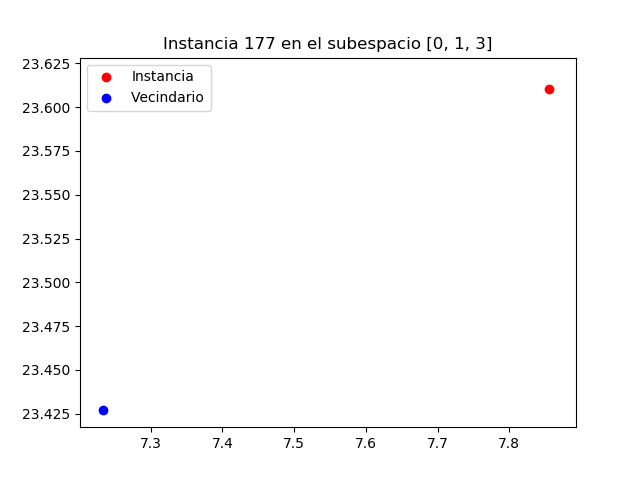 Instancia 177 en el subespacio [0, 1, 3]
23.625
Instancia
Vecindario
23.600
23.575
23.550
23.525
23.500
23.475
23.450
23.425
7.3 7.4 7.5 7.6 7.7 7.8